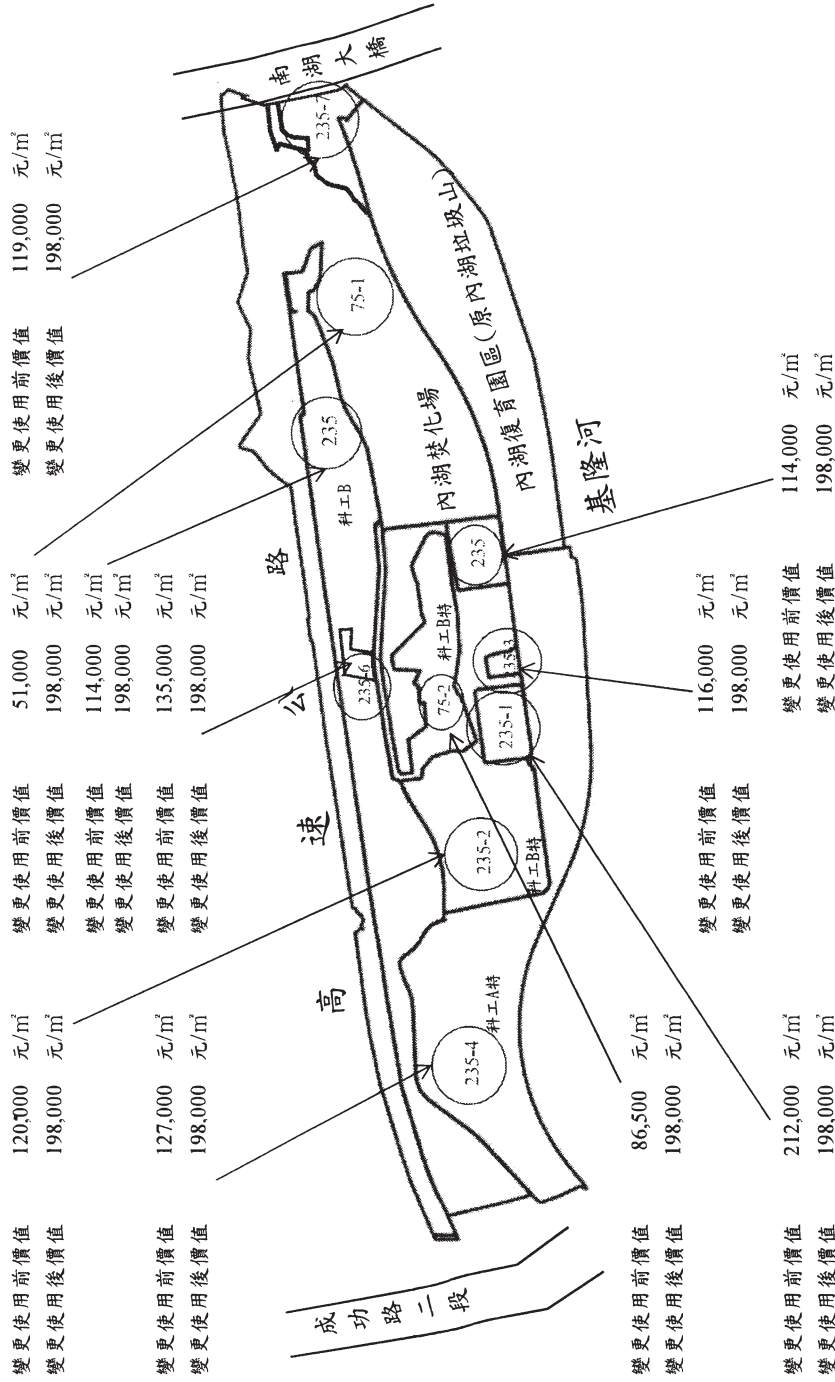 變更使用前價值 120,000 元/㎡
變更使用後價值 198,000 元/㎡
變更使用前價值 127,000 元/㎡
變更使用後價值 198,000 元/㎡
變更使用前價值 51,000 元/㎡
變更使用後價值 198,000 元/㎡
變更使用前價值 114,000 元/㎡
變更使用後價值 198,000 元/㎡
變更使用前價值 135,000 元/㎡
變更使用後價值 198,000 元/㎡
變更使用前價值 119,000 元/㎡
變更使用後價值 198,000 元/㎡
成功路二段
高速公路
南湖大橋
235-4
科工A特
235-2
科工B特
235-6
科工B
235
75-1
235-7
75-2
科工B特
235-1
35-3
235
內湖焚化場
內湖復育園區(原內湖垃圾山)
基隆河
變更使用前價值 86,500 元/㎡
變更使用後價值 198,000 元/㎡
變更使用前價值 212,000 元/㎡
變更使用後價值 198,000 元/㎡
變更使用前價值 116,000 元/㎡
變更使用後價值 198,000 元/㎡
變更使用前價值 114,000 元/㎡
變更使用後價值 198,000 元/㎡